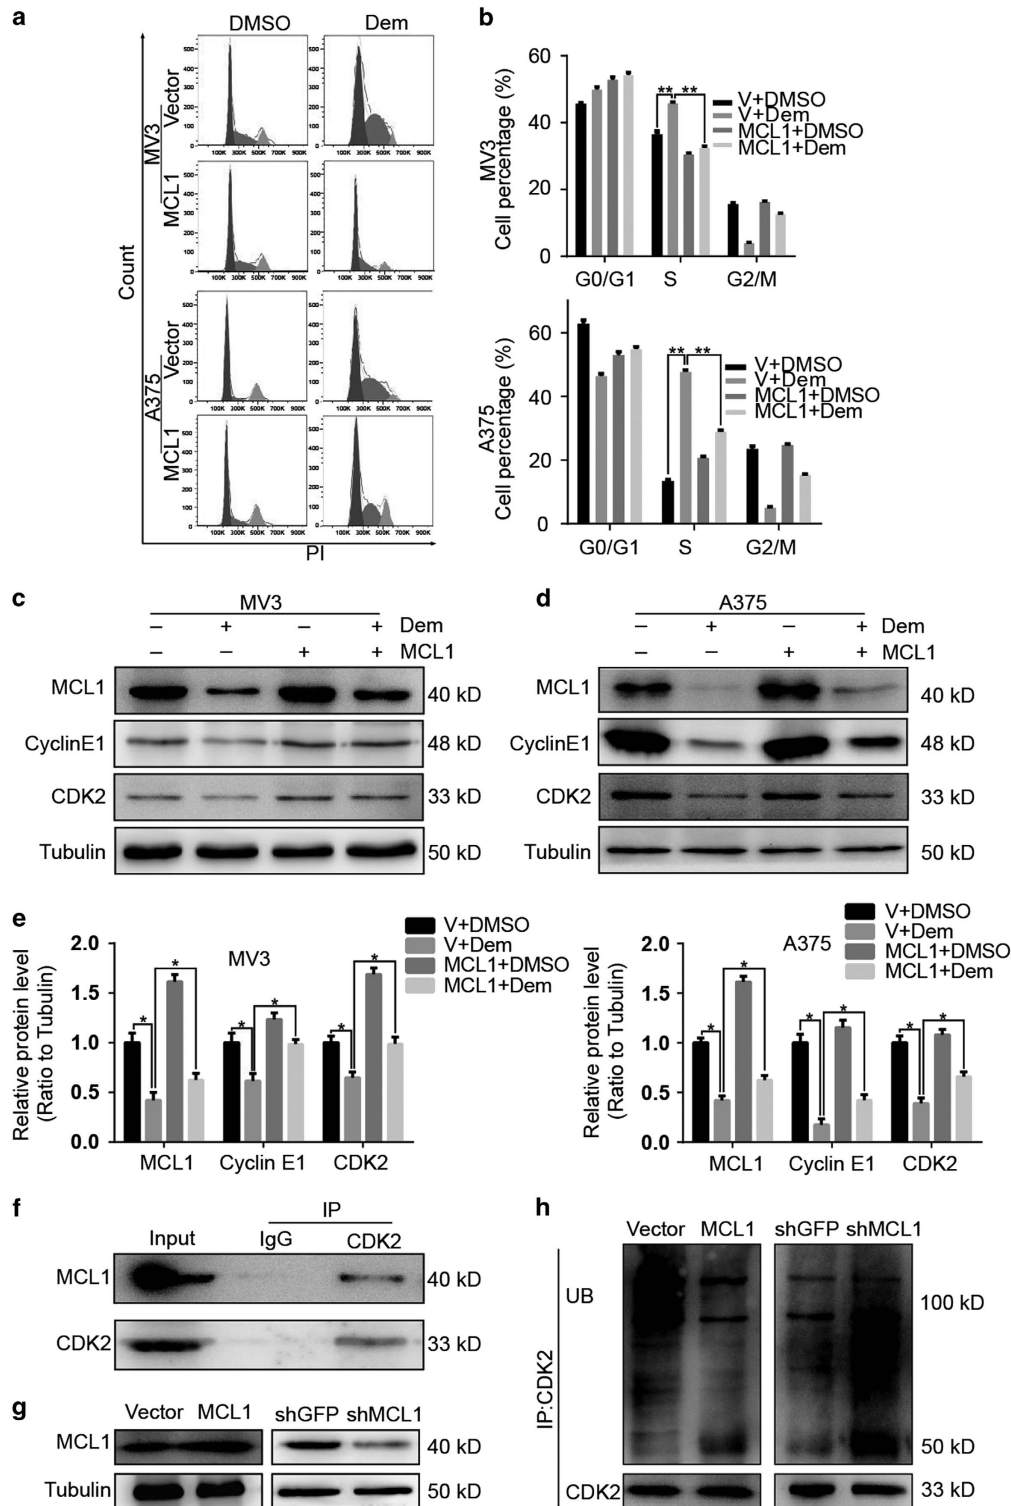 a
DMSO Dem
MV3
Vector
MCL1
A375
Vector
MCL1
Count
PI
b
MV3
Cell percentage (%)
60
40
20
0
** **
V+DMSO
V+Dem
MCL1+DMSO
MCL1+Dem
G0/G1 S G2/M
A375
Cell percentage (%)
60
40
20
0
** **
V+DMSO
V+Dem
MCL1+DMSO
MCL1+Dem
G0/G1 S G2/M
c
MV3
– + – + Dem
– – + + MCL1
MCL1 40 kD
CyclinE1 48 kD
CDK2 33 kD
Tubulin 50 kD
d
A375
– + – + Dem
– – + + MCL1
MCL1 40 kD
CyclinE1 48 kD
CDK2 33 kD
Tubulin 50 kD
e
Relative protein level
(Ratio to Tubulin)
2.0
1.5
1.0
0.5
0.0
MV3
* * * * * *
V+DMSO
V+Dem
MCL1+DMSO
MCL1+Dem
MCL1 Cyclin E1 CDK2
Relative protein level
(Ratio to Tubulin)
2.0
1.5
1.0
0.5
0.0
A375
* * * * * *
V+DMSO
V+Dem
MCL1+DMSO
MCL1+Dem
MCL1 Cyclin E1 CDK2
f
IP
Input IgG CDK2
MCL1 40 kD
CDK2 33 kD
g
Vector MCL1 shGFP shMCL1
MCL1 40 kD
Tubulin 50 kD
h
Vector MCL1 shGFP shMCL1
IP:CDK2
UB
100 kD
50 kD
CDK2 33 kD